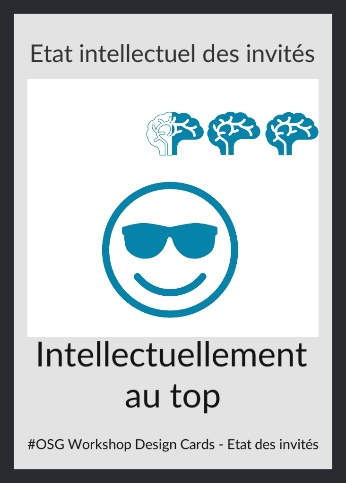 Etat intellectuel des invités
Intellectuellement
au top
#OSG Workshop Design Cards - Etat des invités